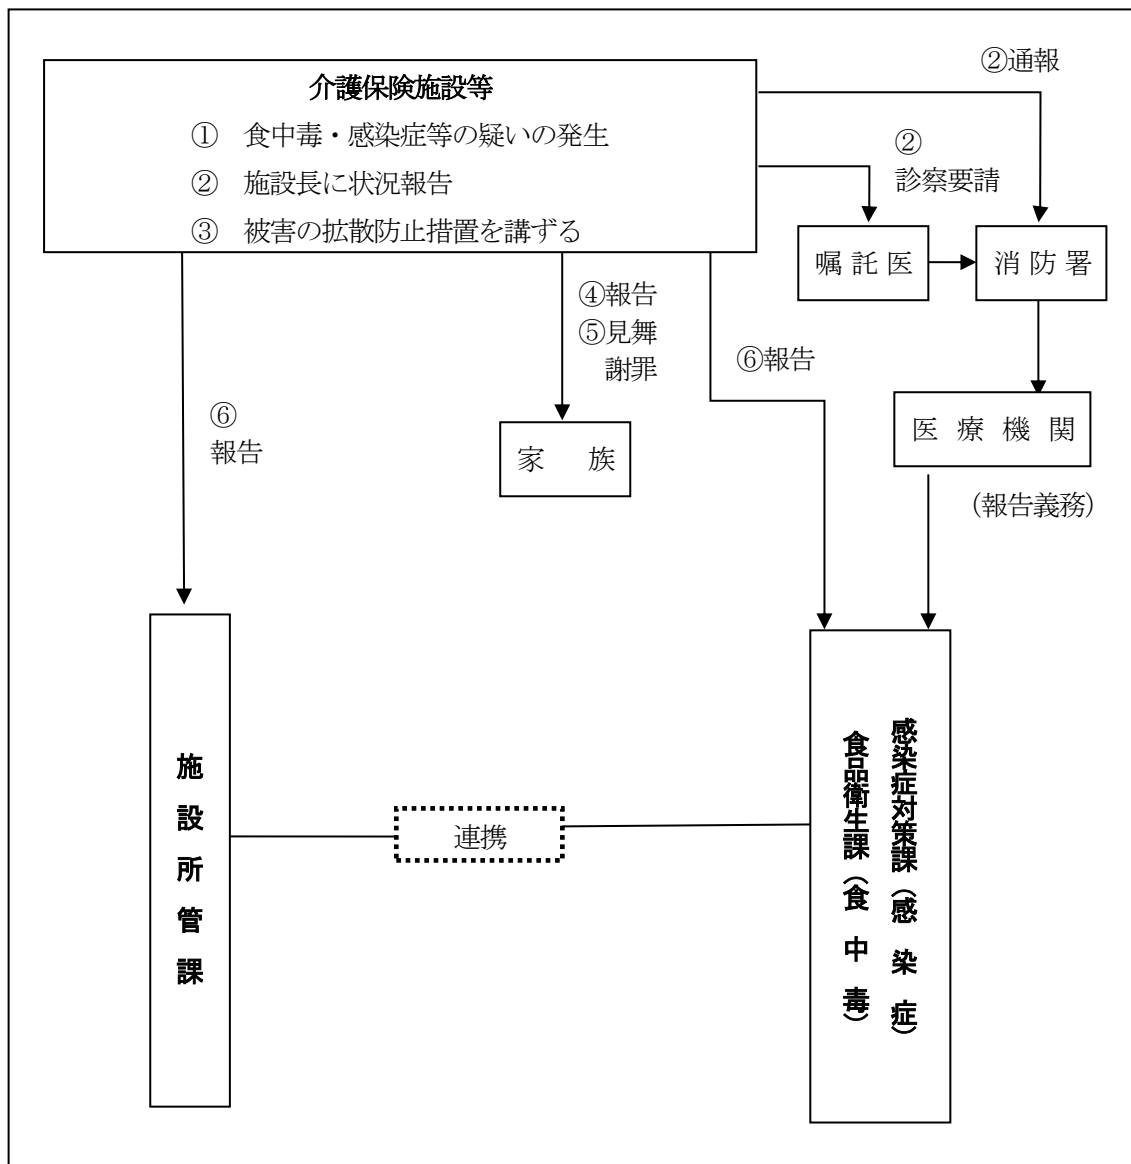 介護保険施設等
① 食中毒・感染症等の疑いの発生
② 施設長に状況報告
③ 被害の拡散防止措置を講ずる
②通報
②
診察要請
嘱託医
消防署
④報告
⑤見舞
謝罪
⑥報告
⑥
報告
家族
医療機関
(報告義務)
施設所管課
連携
感染症対策課(感染症)
食品衛生課(食中毒)